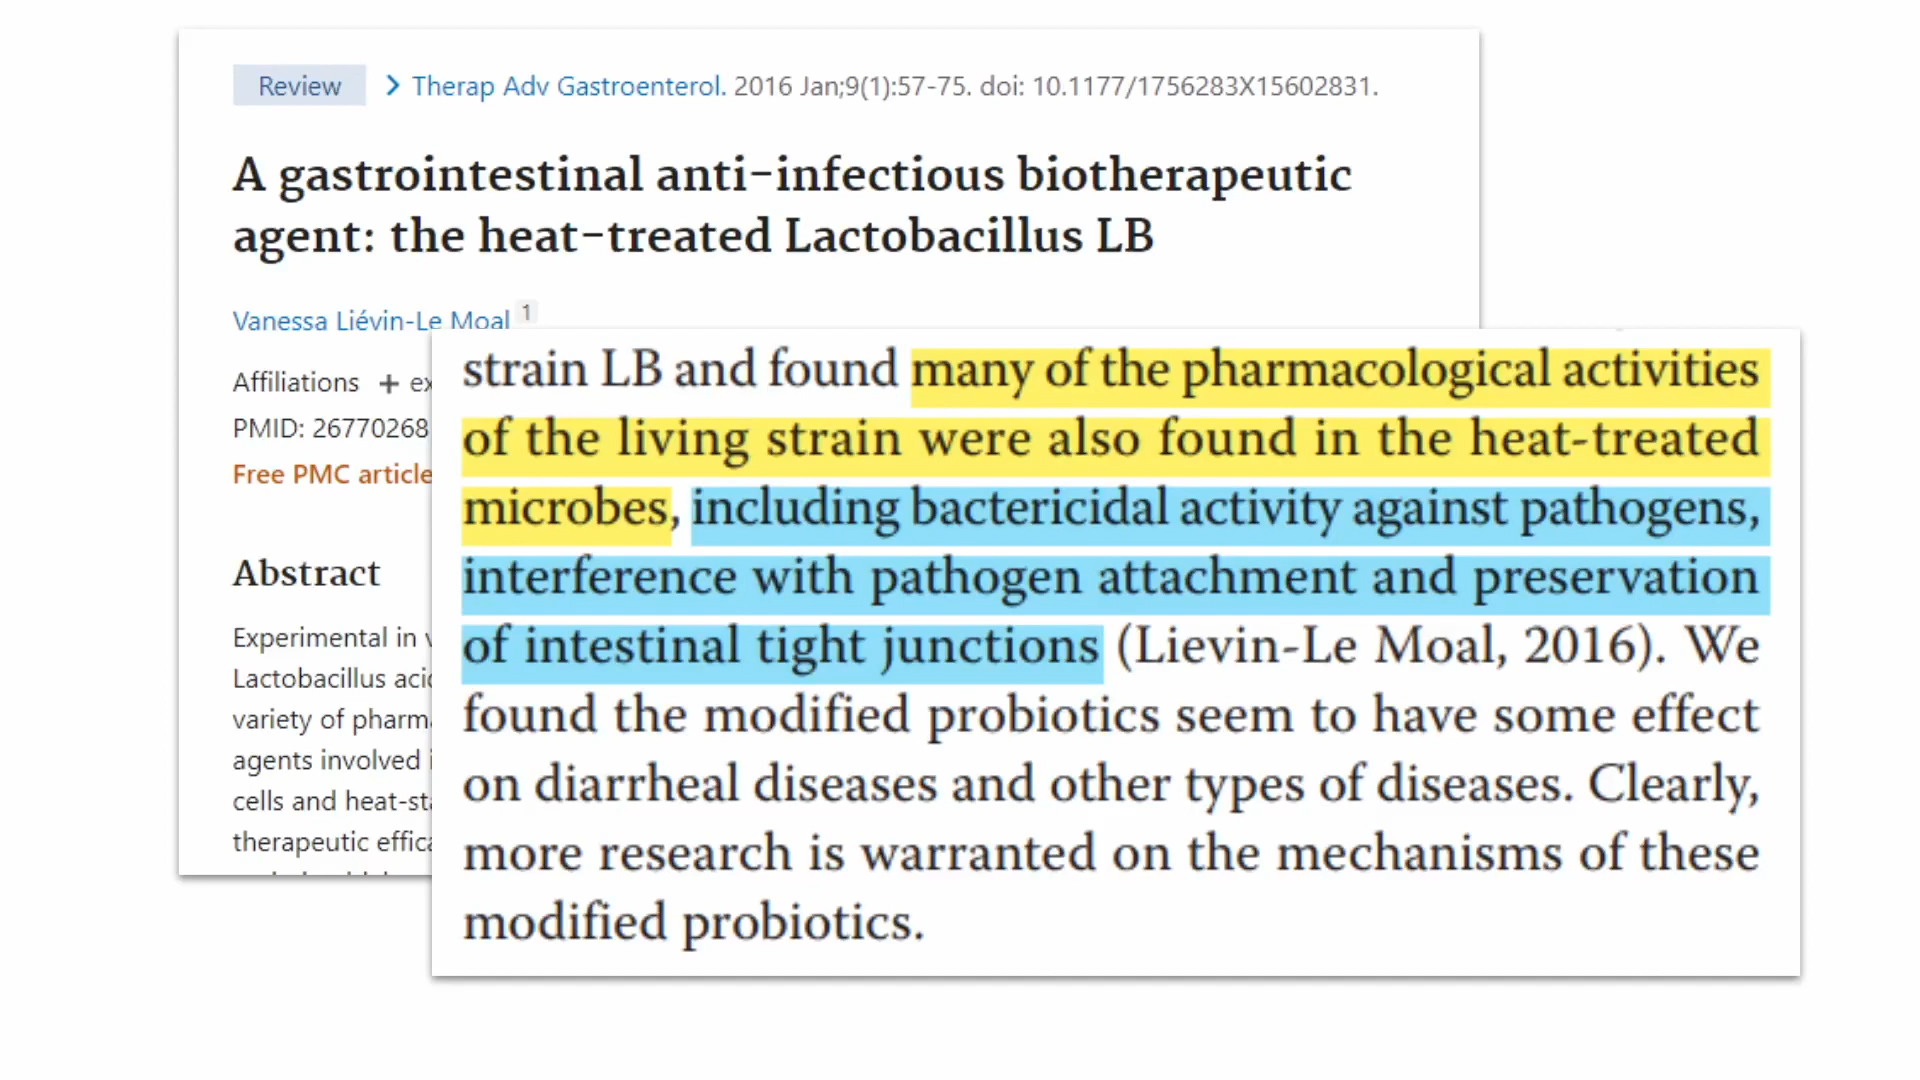 Review > Therap Adv Gastroenterol. 2016 Jan;9(1):57-75. doi: 10.1177/1756283X15602831.
A gastrointestinal anti-infectious biotherapeutic
agent: the heat-treated Lactobacillus LB
Vanessa Liévin-Le Moal 1
Affiliations + ex
PMID: 26770268
Free PMC article
Abstract
Experimental in
Lactobacillus
variety of
agents involved
cells and
therapeutic
strain LB and found many of the pharmacological activities
of the living strain were also found in the heat-treated
microbes, including bactericidal activity against pathogens,
interference with pathogen attachment and preservation
of intestinal tight junctions (Lievin-Le Moal, 2016). We
found the modified probiotics seem to have some effect
on diarrheal diseases and other types of diseases. Clearly,
more research is warranted on the mechanisms of these
modified probiotics.